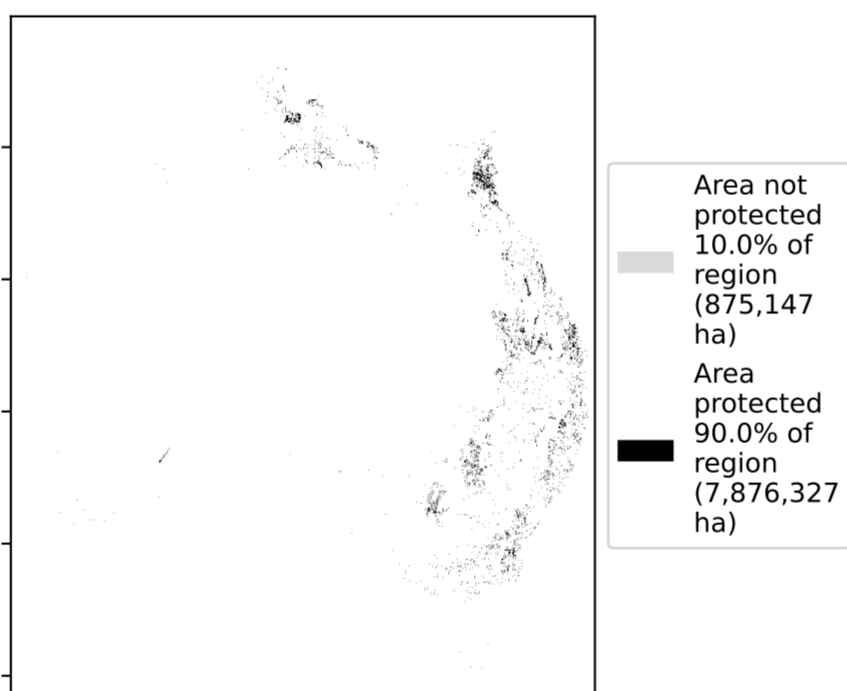 Area not
protected
10.0% of
region
(875,147
ha)
Area
protected
90.0% of
region
(7,876,327
ha)